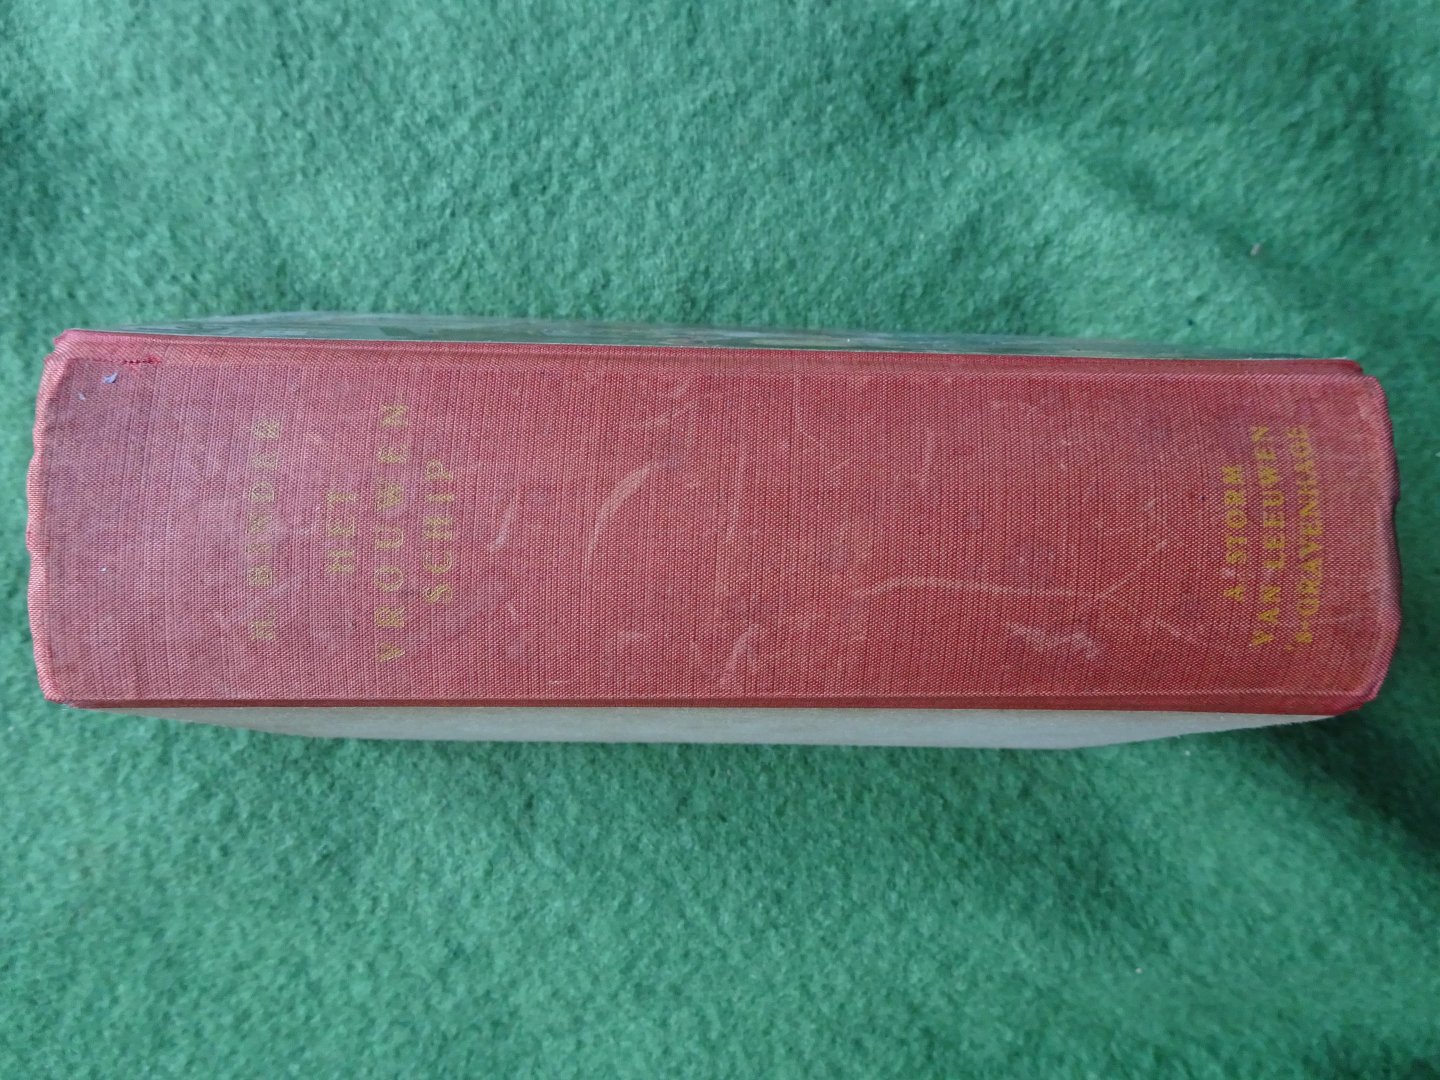 H. BINDER
HET
VROUWEN
SCHIP
A. STORM
VAN LEEUWEN
'S-GRAVENHAGE